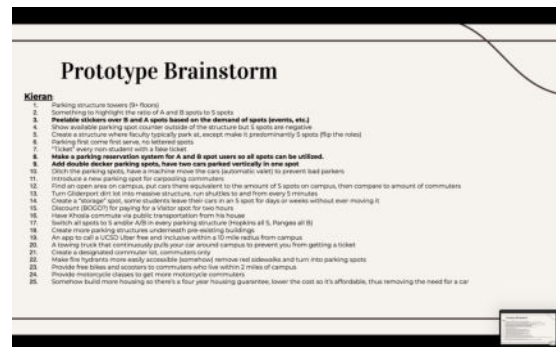 Prototype Brainstorm
Kieran
1. Parking structure towers (9+ floors)
2. Something to highlight the ratio of A and B spots to S spots
3. Peelable stickers over B and A spots based on the demand of spots (events, etc.)
4. Show available parking spot counter outside of the structure but S spots are negative
5. Create a structure where faculty typically park at, except make it predominantly S spots (flip the roles)
6. Parking first come first serve, no lettered spots
7. "Ticket" every non-student with a fake ticket
8. Make a parking reservation system for A and B spot users so all spots can be utilized.
9. Add double decker parking spots, have two cars parked vertically in one spot
10. Ditch the parking spots, have a machine move the cars (automatic valet) to prevent bad parkers
11. Introduce a new parking spot for carpooling commuters
12. Find an open area on campus, put cars there equivalent to the amount of S spots on campus, then compare to amount of commuters
13. Turn Gliderport dirt lot into massive structure, run shuttles to and from every 5 minutes
14. Create a "storage" spot, some students leave their cars in an S spot for days or weeks without ever moving it
15. Discount (BOGO?) for paying for a Visitor spot for two hours
16. Have Khosla commute via public transportation from his house
17. Switch all spots to S and/or A/B in every parking structure (Hopkins all S, Pangea all B)
18. Create more parking structures underneath pre-existing buildings
19. An app to call a UCSD Uber free and inclusive within a 10 mile radius from campus
20. A towing truck that continuously pulls your car around campus to prevent you from getting a ticket
21. Create a designated commuter lot, commuters only
22. Make fire hydrants more easily accessible (somehow) remove red sidewalks and turn into parking spots
23. Provide free bikes and scooters to commuters who live within 2 miles of campus
24. Provide motorcycle classes to get more motorcycle commuters
25. Somehow build more housing so there's a four year housing guarantee, lower the cost so it's affordable, thus removing the need for a car